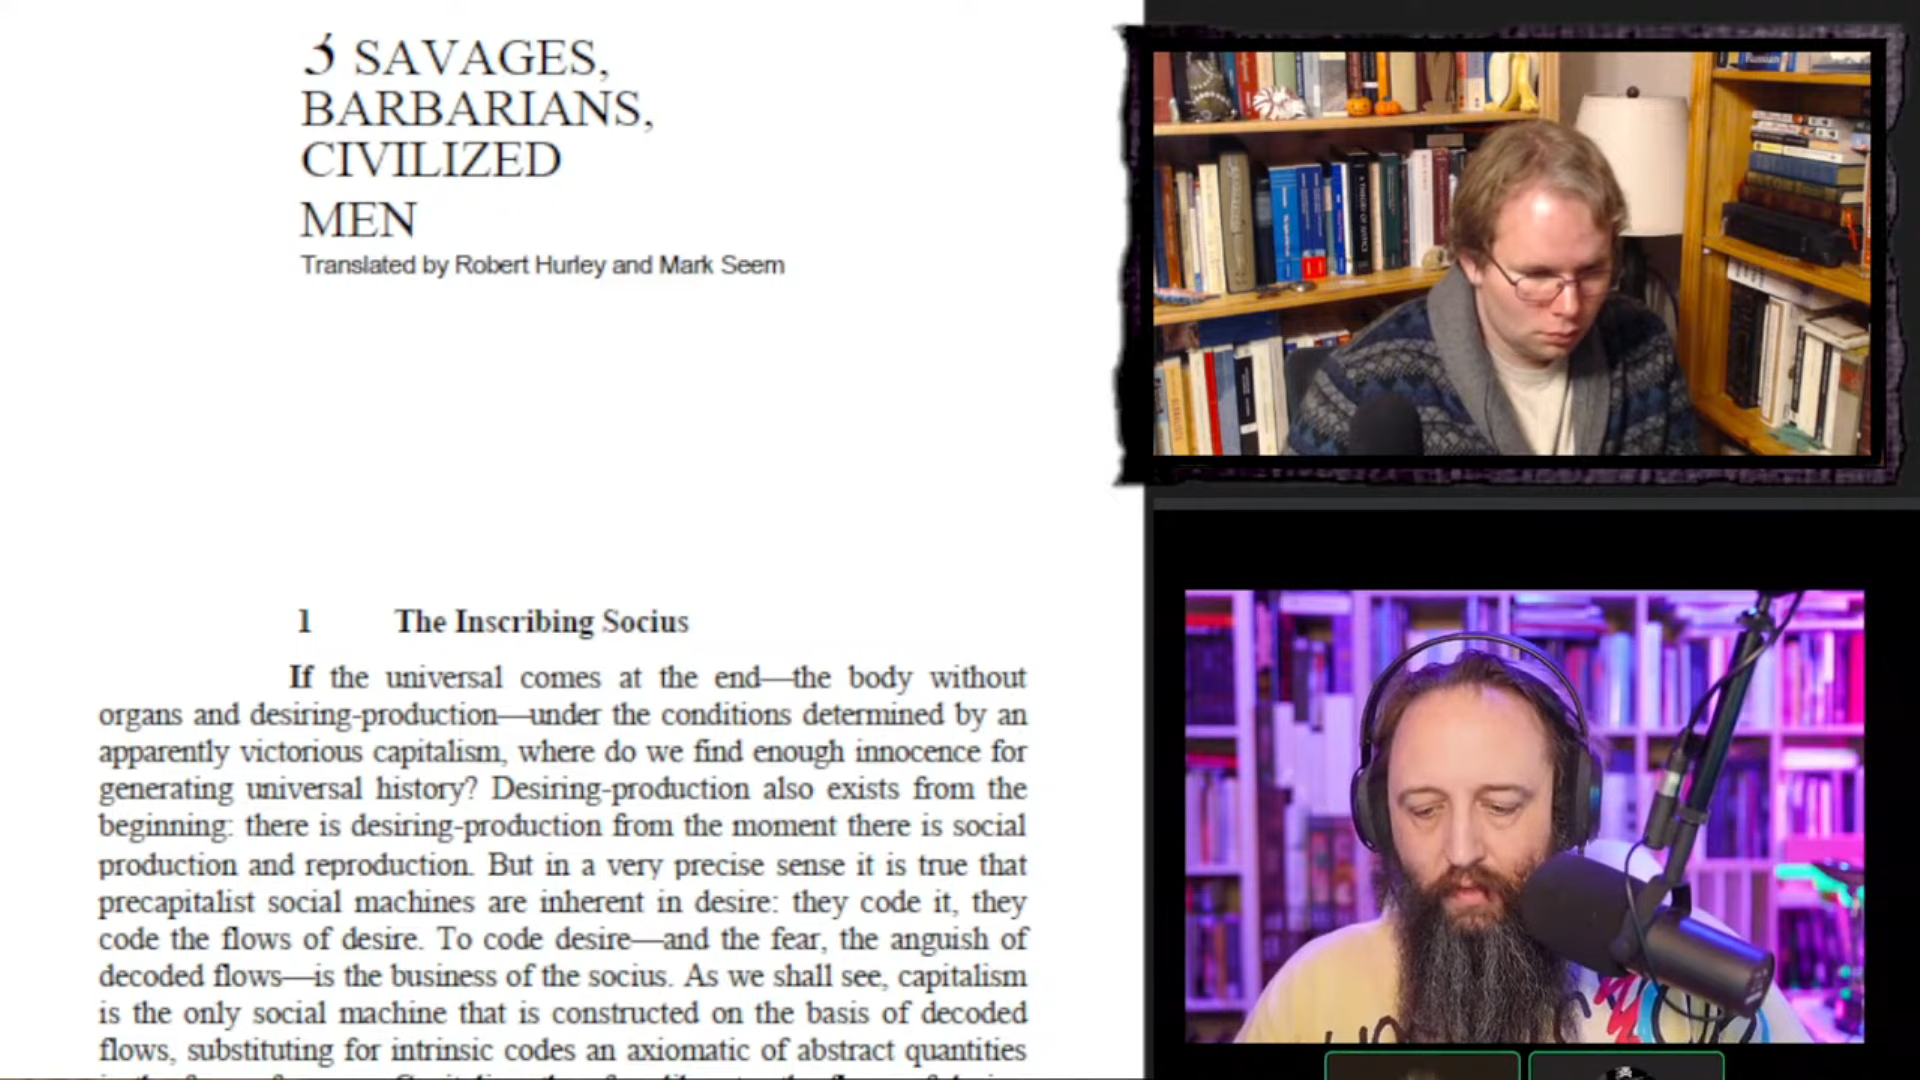 3 SAVAGES,
BARBARIANS,
CIVILIZED
MEN
Translated by Robert Hurley and Mark Seem
1 The Inscribing Socius
If the universal comes at the end—the body without
organs and desiring-production—under the conditions determined by an
apparently victorious capitalism, where do we find enough innocence for
generating universal history? Desiring-production also exists from the
beginning: there is desiring-production from the moment there is social
production and reproduction. But in a very precise sense it is true that
precapitalist social machines are inherent in desire: they code it, they
code the flows of desire. To code desire—and the fear, the anguish of
decoded flows—is the business of the socius. As we shall see, capitalism
is the only social machine that is constructed on the basis of decoded
flows, substituting for intrinsic codes an axiomatic of abstract quantities
A THEORY OF JUSTICE